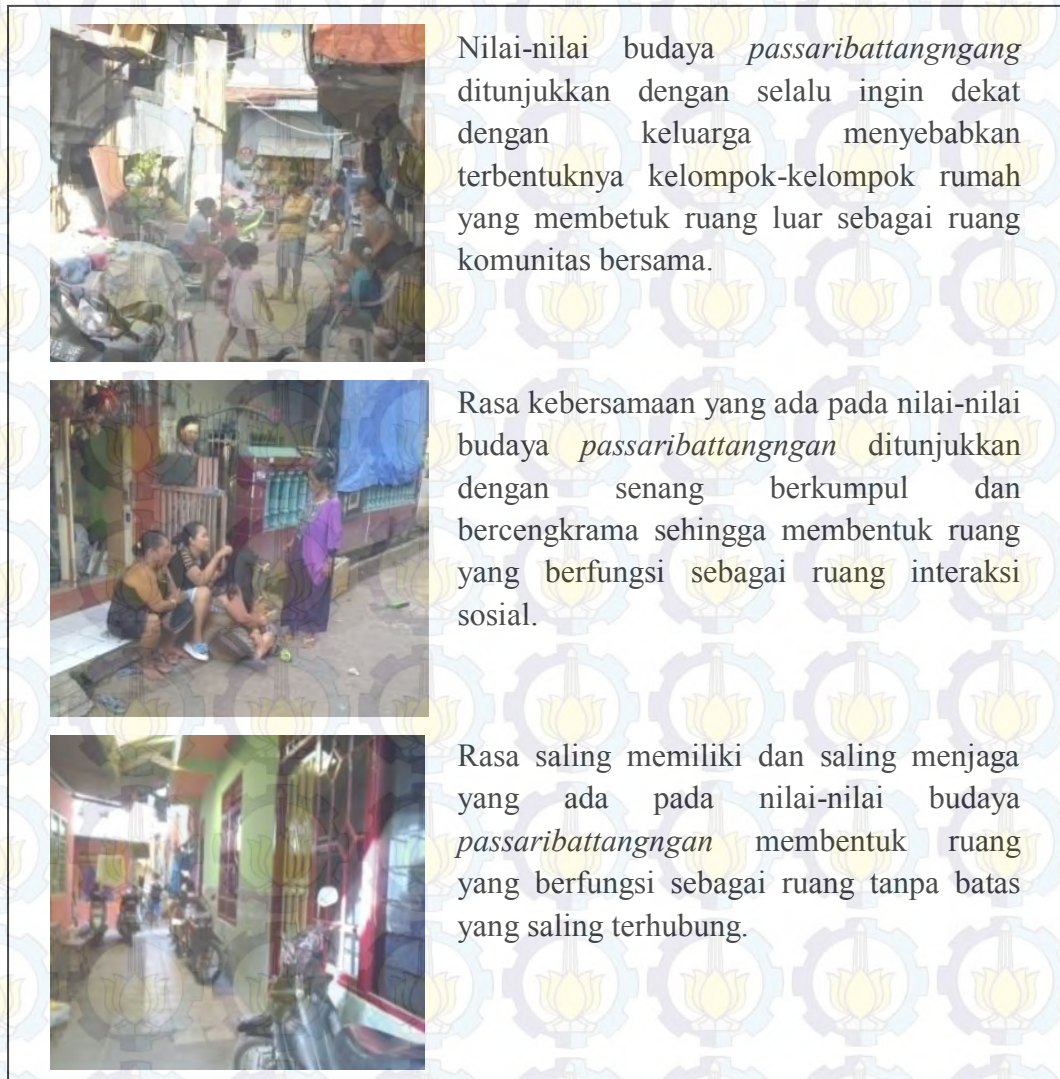 Nilai-nilai budaya passaribattangngang
ditunjukkan dengan selalu ingin dekat
dengan keluarga menyebabkan
terbentuknya kelompok-kelompok rumah
yang membetuk ruang luar sebagai ruang
komunitas bersama.
Rasa kebersamaan yang ada pada nilai-nilai
budaya passaribattangngan ditunjukkan
dengan senang berkumpul dan
bercengkrama sehingga membentuk ruang
yang berfungsi sebagai ruang interaksi
sosial.
Rasa saling memiliki dan saling menjaga
yang ada pada nilai-nilai budaya
passaribattangngan membentuk ruang
yang berfungsi sebagai ruang tanpa batas
yang saling terhubung.